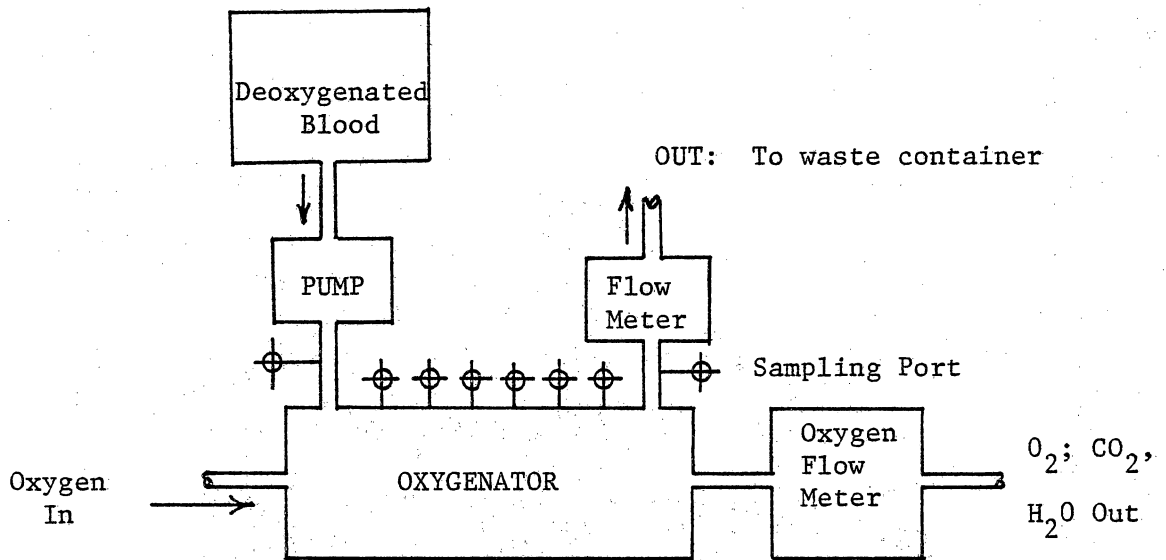 Deoxygenated
Blood
OUT: To waste container
PUMP
Flow
Meter
Sampling Port
Oxygen
In
OXYGENATOR
Oxygen
Flow
Meter
O₂; CO₂,
H₂O Out